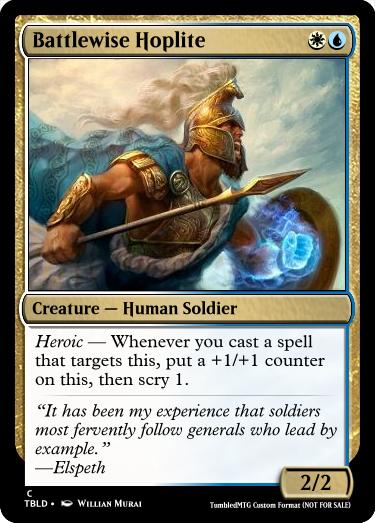 Battlewise Hoplite
Creature — Human Soldier
Heroic — Whenever you cast a spell
that targets this, put a +1/+1 counter
on this, then scry 1.
“It has been my experience that soldiers
most fervently follow generals who lead by
example.”
—Elspeth
2/2
C
TBLD • Willian Murai
TumbledMTG Custom Format (NOT FOR SALE)